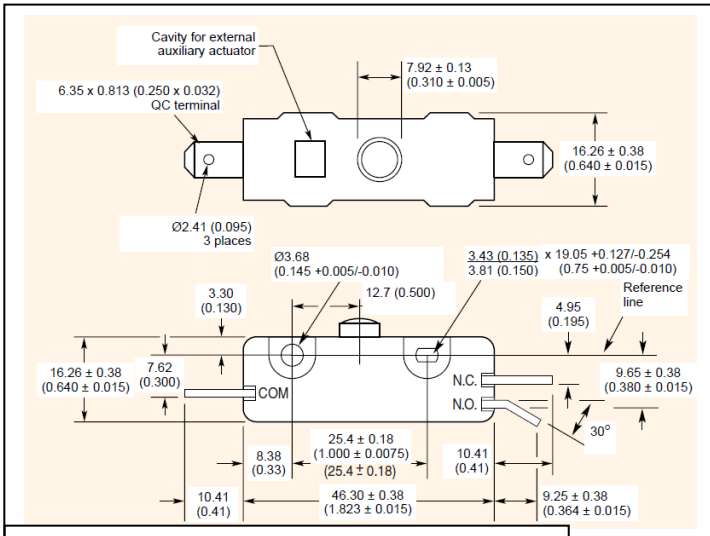 Cavity for external
auxiliary actuator
7.92 ± 0.13
(0.310 ± 0.005)
6.35 x 0.813 (0.250 x 0.032)
QC terminal
16.26 ± 0.38
(0.640 ± 0.015)
Ø2.41 (0.095)
3 places
Ø3.68
(0.145 +0.005/-0.010)
3.43 (0.135) x 19.05 +0.127/-0.254
3.81 (0.150) (0.75 +0.005/-0.010)
Reference
line
3.30
(0.130)
12.7 (0.500)
4.95
(0.195)
16.26 ± 0.38
(0.640 ± 0.015)
7.62
(0.300)
9.65 ± 0.38
(0.380 ± 0.015)
COM
N.C.
N.O.
30°
8.38
(0.33)
25.4 ± 0.18
(1.000 ± 0.0075)
(25.4 ± 0.18)
10.41
(0.41)
10.41
(0.41)
46.30 ± 0.38
(1.823 ± 0.015)
9.25 ± 0.38
(0.364 ± 0.015)